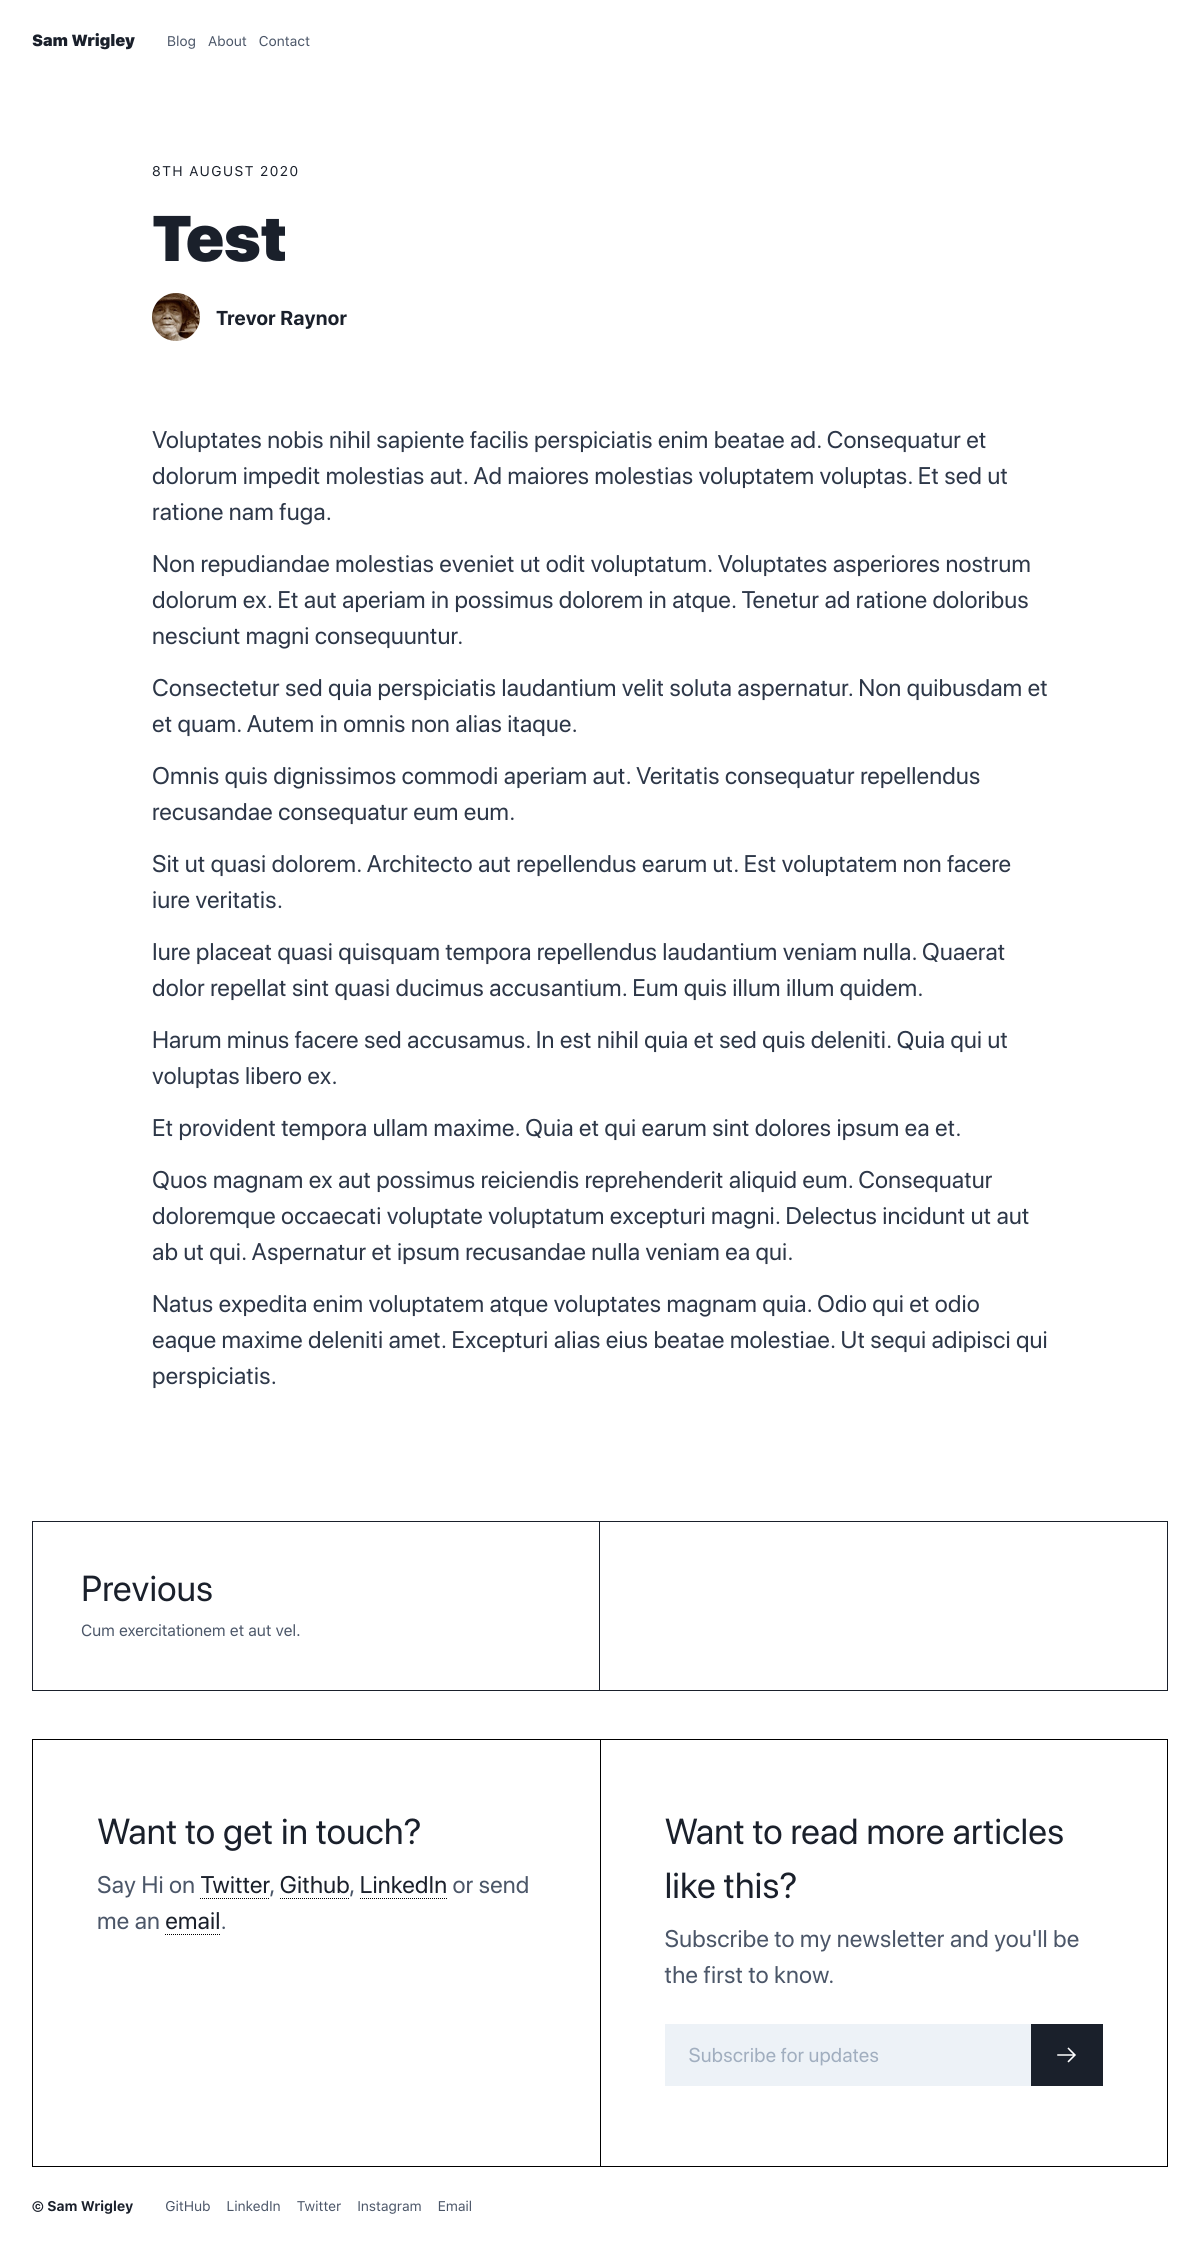 Sam Wrigley Blog About Contact
8TH AUGUST 2020
Test
Trevor Raynor
Voluptates nobis nihil sapiente facilis perspiciatis enim beatae ad. Consequatur et
dolorum impedit molestias aut. Ad maiores molestias voluptatem voluptas. Et sed ut
ratione nam fuga.
Non repudiandae molestias eveniet ut odit voluptatum. Voluptates asperiores nostrum
dolorum ex. Et aut aperiam in possimus dolorem in atque. Tenetur ad ratione doloribus
nesciunt magni consequuntur.
Consectetur sed quia perspiciatis laudantium velit soluta aspernatur. Non quibusdam et
et quam. Autem in omnis non alias itaque.
Omnis quis dignissimos commodi aperiam aut. Veritatis consequatur repellendus
recusandae consequatur eum eum.
Sit ut quasi dolorem. Architecto aut repellendus earum ut. Est voluptatem non facere
iure veritatis.
Iure placeat quasi quisquam tempora repellendus laudantium veniam nulla. Quaerat
dolor repellat sint quasi ducimus accusantium. Eum quis illum illum quidem.
Harum minus facere sed accusamus. In est nihil quia et sed quis deleniti. Quia qui ut
voluptas libero ex.
Et provident tempora ullam maxime. Quia et qui earum sint dolores ipsum ea et.
Quos magnam ex aut possimus reiciendis reprehenderit aliquid eum. Consequatur
doloremque occaecati voluptate voluptatum excepturi magni. Delectus incidunt ut aut
ab ut qui. Aspernatur et ipsum recusandae nulla veniam ea qui.
Natus expedita enim voluptatem atque voluptates magnam quia. Odio qui et odio
eaque maxime deleniti amet. Excepturi alias eius beatae molestiae. Ut sequi adipisci qui
perspiciatis.
Previous
Cum exercitationem et aut vel.
Want to get in touch?
Say Hi on Twitter, Github, LinkedIn or send
me an email.
Want to read more articles
like this?
Subscribe to my newsletter and you'll be
the first to know.
Subscribe for updates
© Sam Wrigley GitHub LinkedIn Twitter Instagram Email